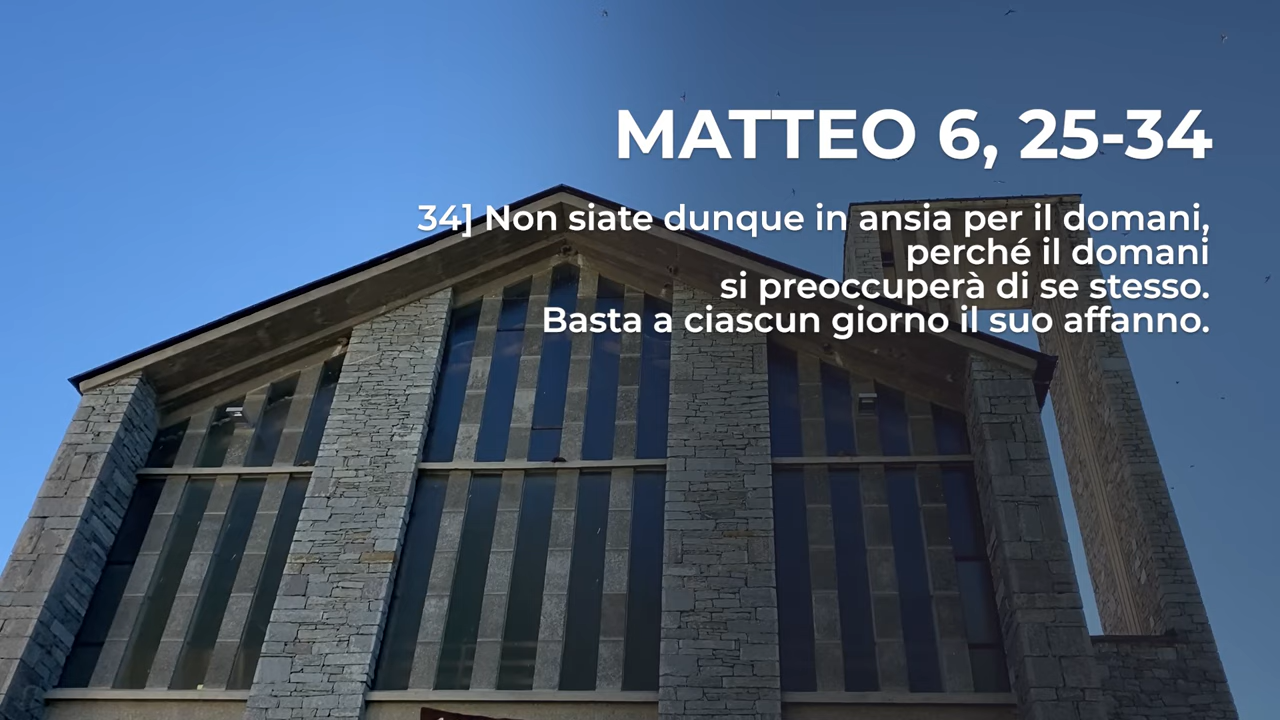 MATTEO 6, 25-34
34] Non siate dunque in ansia per il domani,
perché il domani
si preoccuperà di se stesso.
Basta a ciascun giorno il suo affanno.